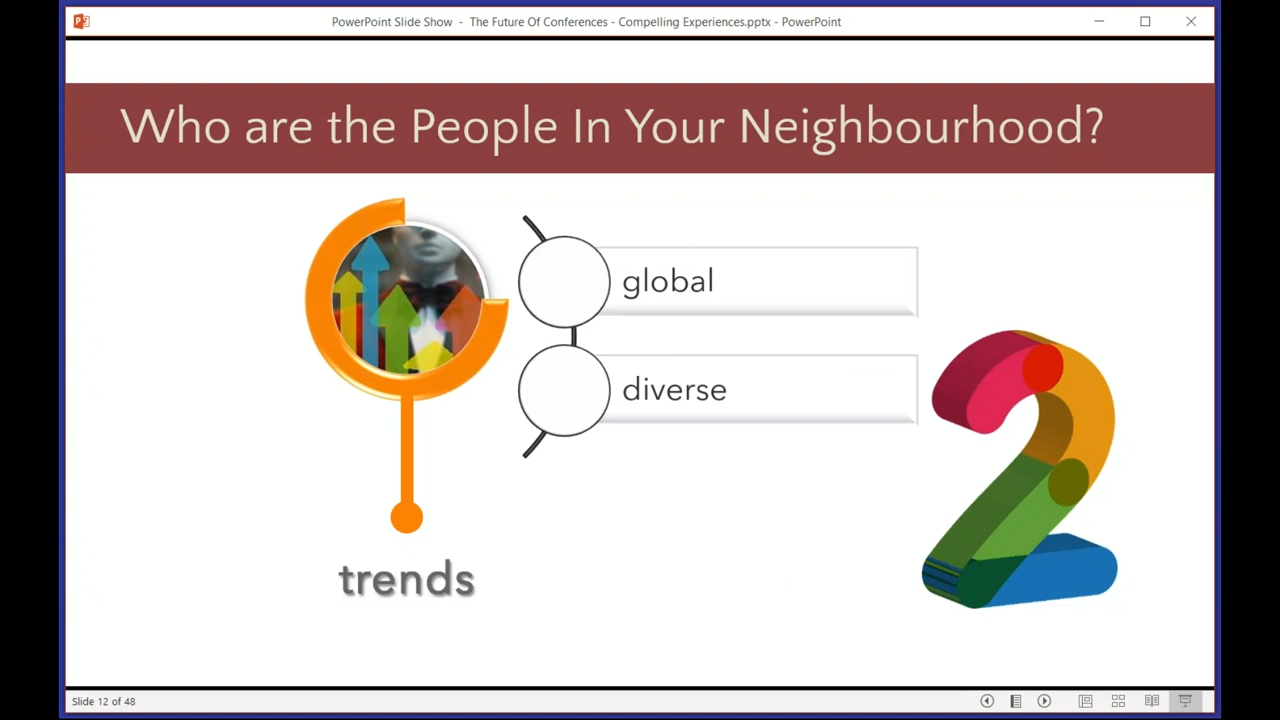 PowerPoint Slide Show - The Future Of Conferences - Compelling Experiences.pptx - PowerPoint
Who are the People In Your Neighbourhood?
global
diverse
2
trends
Slide 12 of 48